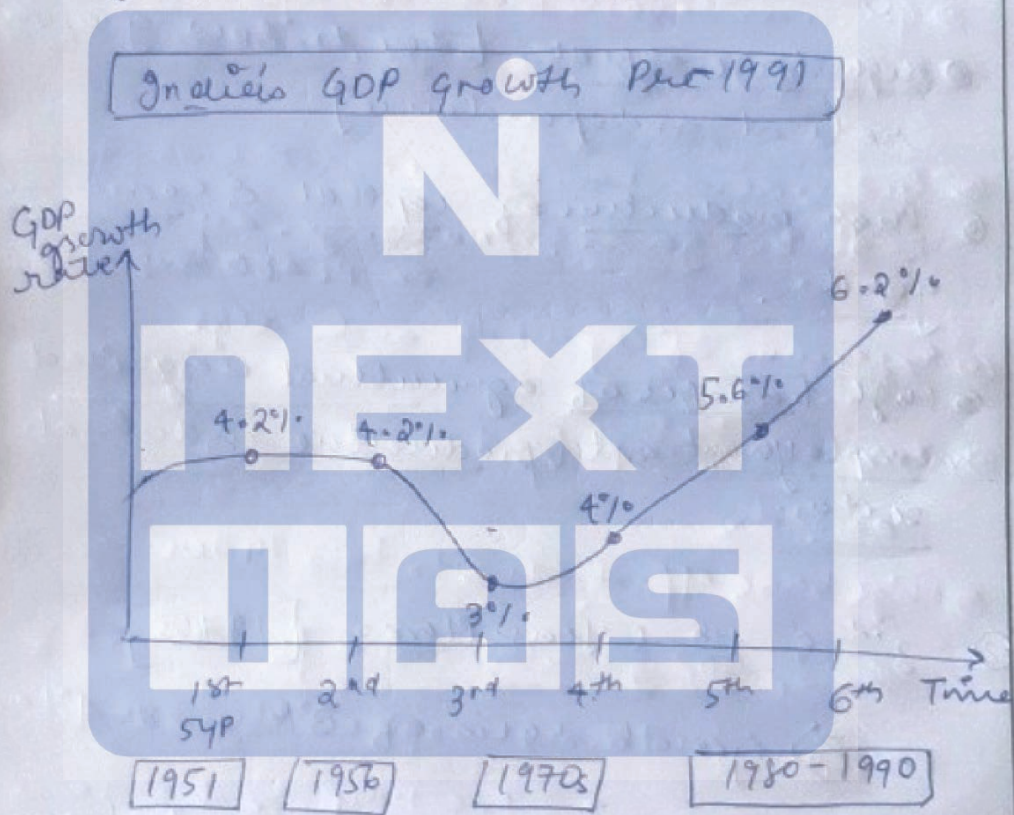 India's GDP Growth Pre-1991
GDP
growth
rate
6.2%
5.6%
4.2%
4.2%
4%
3%
1st
5YP
2nd
3rd
4th
5th
6th
Time
1951
1956
1970s
1980-1990
N
NEXT
IAS